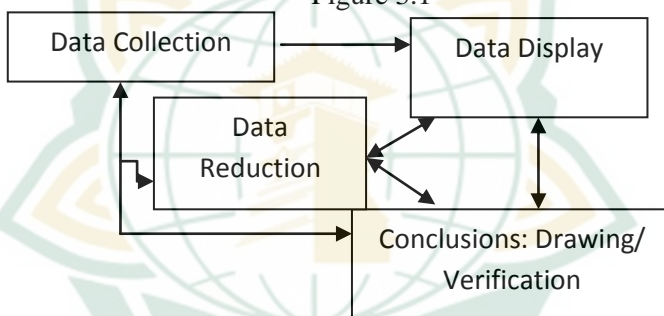 Figure 3.1
Data Collection
Data Display
Data
Reduction
Conclusions: Drawing/
Verification